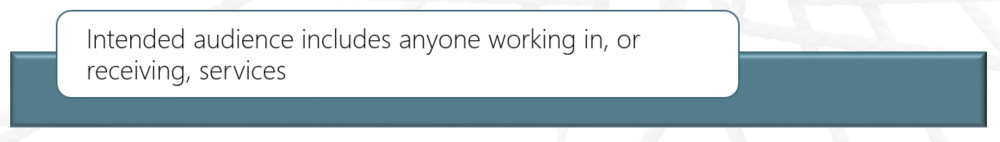 Intended audience includes anyone working in, or
receiving, services